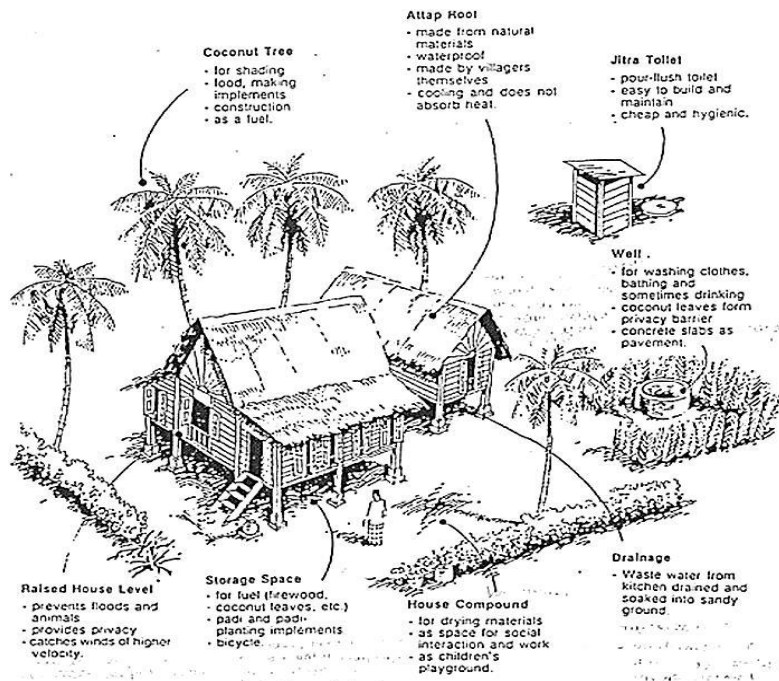 Attap Roof
- made from natural
materials
- waterproof
- made by villagers
themselves
- cooling and does not
absorb heat.
Coconut Tree
- for shading
- food, making
implements
- construction
- as a fuel.
Jitra Toilet
- pour-flush toilet
- easy to build and
maintain
- cheap and hygienic.
Well
- for washing clothes,
bathing and
sometimes drinking
- coconut leaves form
privacy barrier
- concrete slabs as
pavement.
Raised House Level
- prevents floods and
animals
- provides privacy
- catches winds of higher
velocity.
Storage Space
- for fuel (firewood,
coconut leaves, etc.)
- padi and padi-
planting implements
- bicycle.
House Compound
- for drying materials
- as space for social
interaction and work
- as children's
playground.
Drainage
- Waste water from
kitchen drained and
soaked into sandy
ground.